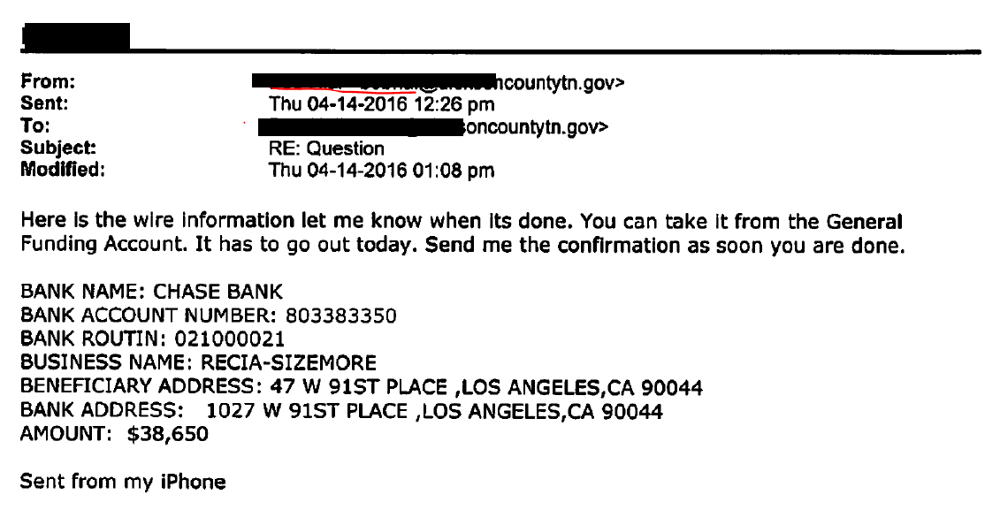 From: ncountytn.gov>
Sent: Thu 04-14-2016 12:26 pm
To: soncountytn.gov>
Subject: RE: Question
Modified: Thu 04-14-2016 01:08 pm
Here is the wire information let me know when its done. You can take it from the General
Funding Account. It has to go out today. Send me the confirmation as soon you are done.
BANK NAME: CHASE BANK
BANK ACCOUNT NUMBER: 803383350
BANK ROUTIN: 021000021
BUSINESS NAME: RECIA-SIZEMORE
BENEFICIARY ADDRESS: 47 W 91ST PLACE ,LOS ANGELES,CA 90044
BANK ADDRESS: 1027 W 91ST PLACE ,LOS ANGELES,CA 90044
AMOUNT: $38,650
Sent from my iPhone